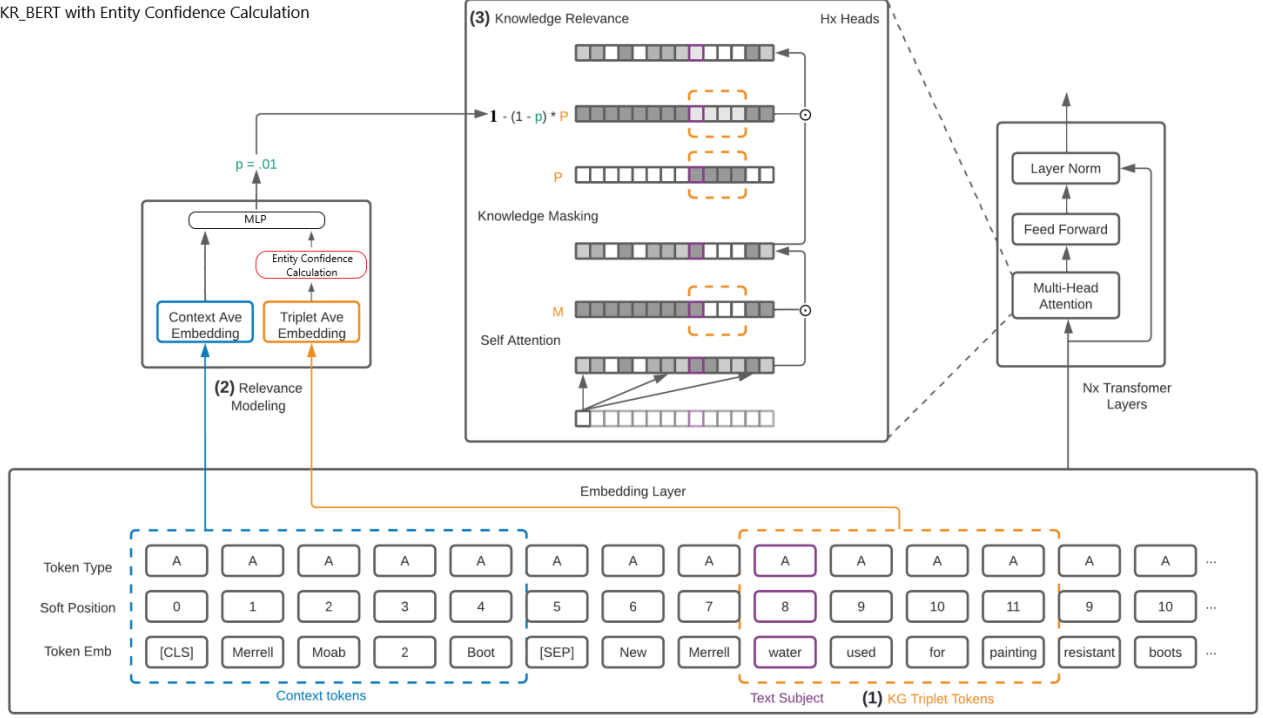 KR_BERT with Entity Confidence Calculation
(3) Knowledge Relevance
Hx Heads
1 - (1 - p) * P
P
Knowledge Masking
M
Self Attention
p = .01
MLP
Entity Confidence
Calculation
Context Ave
Embedding
Triplet Ave
Embedding
(2) Relevance
Modeling
Layer Norm
Feed Forward
Multi-Head
Attention
Nx Transfomer
Layers
Embedding Layer
Token Type A A A A A A A A A A A A A A ...
Soft Position 0 1 2 3 4 5 6 7 8 9 10 11 9 10 ...
Token Emb [CLS] Merrell Moab 2 Boot [SEP] New Merrell water used for painting resistant boots ...
Context tokens
Text Subject
(1) KG Triplet Tokens